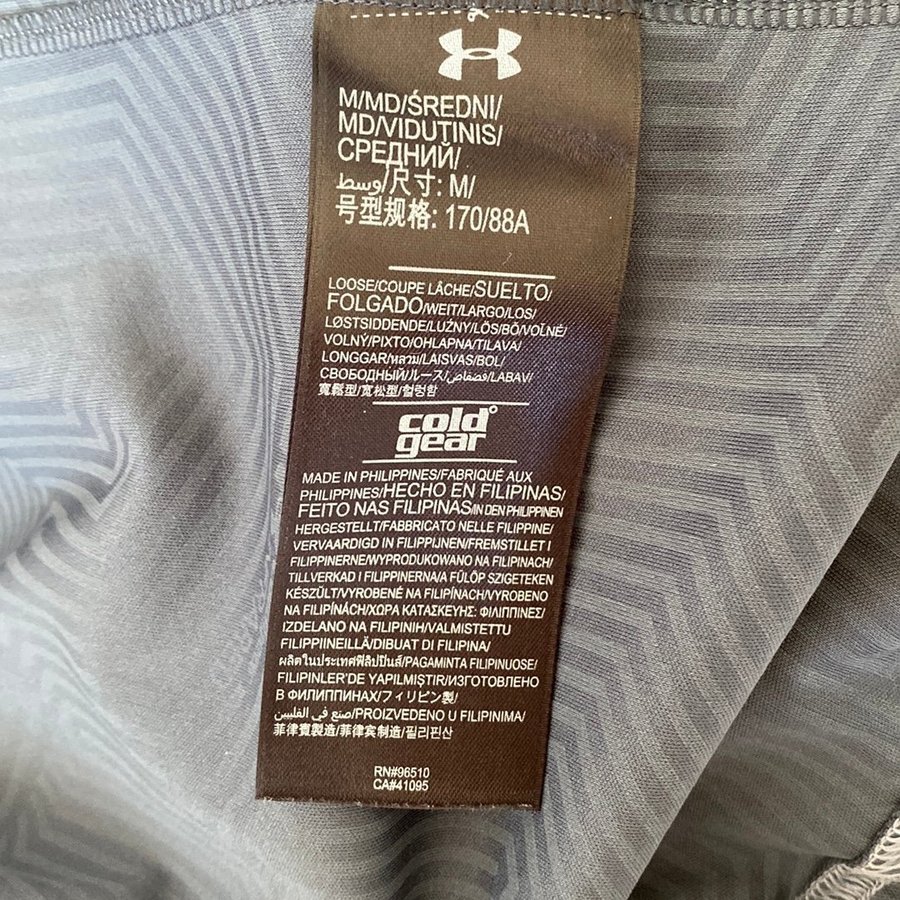 M/MD/ŚREDNI/
MD/VIDUTINIS/
СРЕДНИЙ/
وسط/尺寸: M/
号型规格: 170/88A
LOOSE/COUPE LÂCHE/SUELTO/
FOLGADO/WEIT/LARGO/LOS/
LØSTSIDDENDE/LUŹNY/LÖS/BŐ/VOLNÉ/
VOLNÝ/ΡΙΧΤΟ/OHLAPNA/TILAVA/
LONGGAR/หลวม/LAISVAS/BOL/
СВОБОДНЫЙ/ルース/فضفاض/LABAV/
寬鬆型/宽松型/헐렁함
cold
gear
MADE IN PHILIPPINES/FABRIQUÉ AUX
PHILIPPINES/HECHO EN FILIPINAS/
FEITO NAS FILIPINAS/IN DEN PHILIPPINEN
HERGESTELLT/FABBRICATO NELLE FILIPPINE/
VERVAARDIGD IN FILIPPIJNEN/FREMSTILLET I
FILIPPINERNE/WYPRODUKOWANO NA FILIPINACH/
TILLVERKAD I FILIPPINERNA/A FÜLÖP SZIGETEKEN
KÉSZÜLT/VYROBENÉ NA FILIPÍNACH/VYROBENO
NA FILIPÍNÁCH/ΧΩΡΑ ΚΑΤΑΣΚΕΥΗΣ: ΦΙΛΙΠΠΙΝΕΣ/
IZDELANO NA FILIPINIH/VALMISTETTU
FILIPPIINEILLÄ/DIBUAT DI FILIPINA/
ผลิตในประเทศฟิลิปปินส์/PAGAMINTA FILIPINUOSE/
FILIPINLER'DE YAPILMIŞTIR/ИЗГОТОВЛЕНО
В ФИЛИППИНАХ/フィリピン製/
صنع في الفلبين/PROIZVEDENO U FILIPINIMA/
菲律賓製造/菲律宾制造/필리핀산
RN#96510
CA#41095